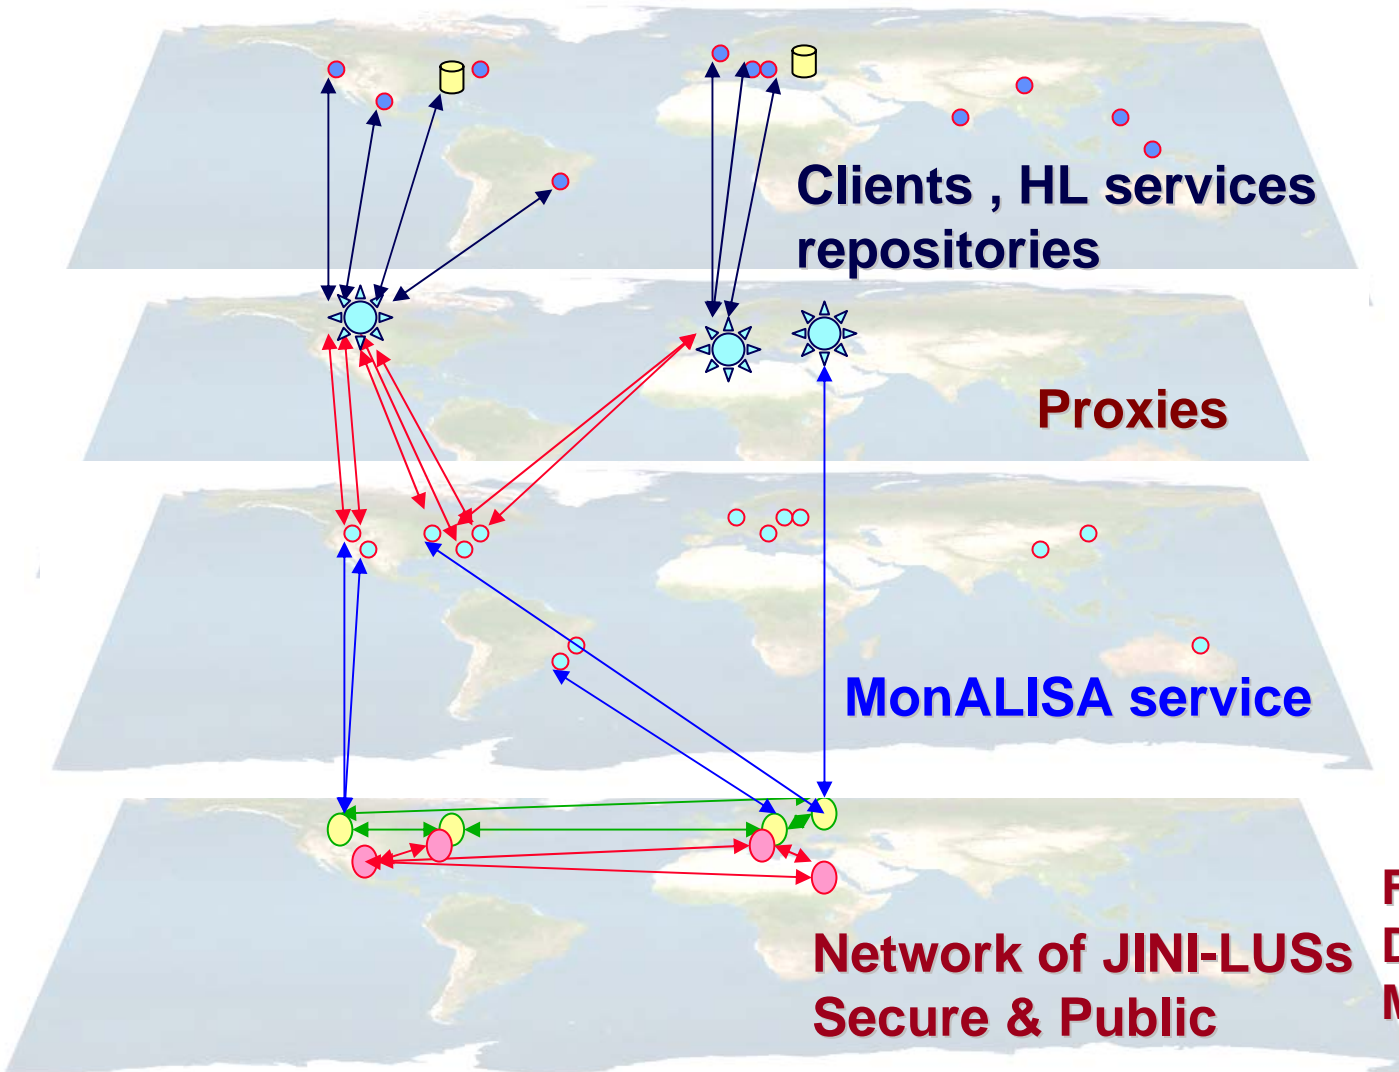 Clients , HL services
repositories
Proxies
MonALISA service
Network of JINI-LUSs
Secure & Public